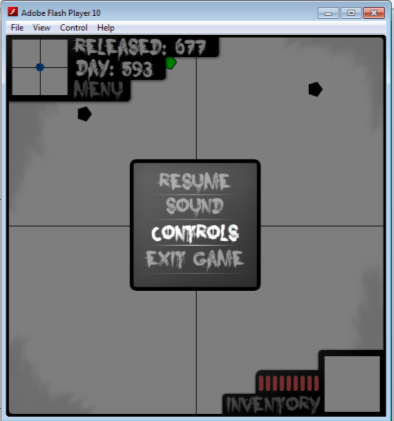 Adobe Flash Player 10
File View Control Help
RELEASED: 677
DAY: 593
MENU
RESUME
SOUND
CONTROLS
EXIT GAME
INVENTORY